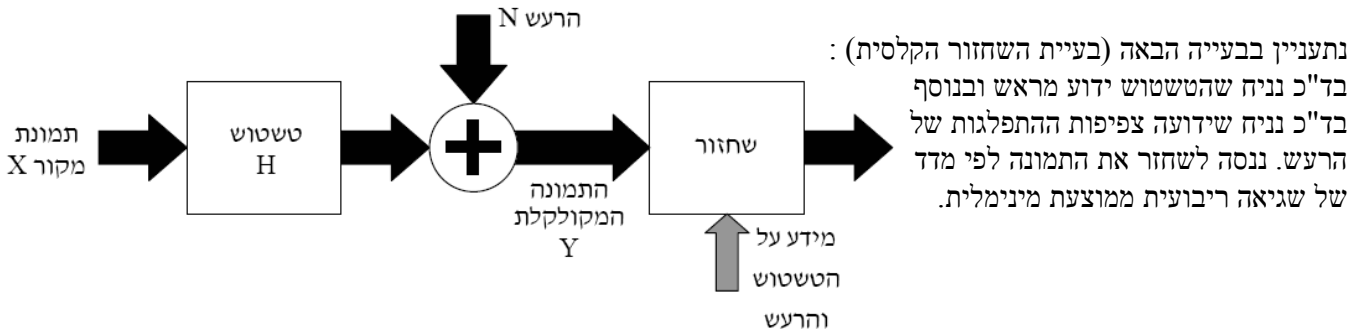 נתעניין בבעייה הבאה (בעיית השחזור הקלסית) :
בד"כ נניח שהטשטוש ידוע מראש ובנוסף
בד"כ נניח שידועה צפיפות ההתפלגות של
הרעש. ננסה לשחזר את התמונה לפי מדד
של שגיאה ריבועית ממוצעת מינימלית.
הרעש N
תמונת
מקור X
טשטוש
H
התמונה
המקולקלת
Y
שחזור
מידע על
הטשטוש
והרעש